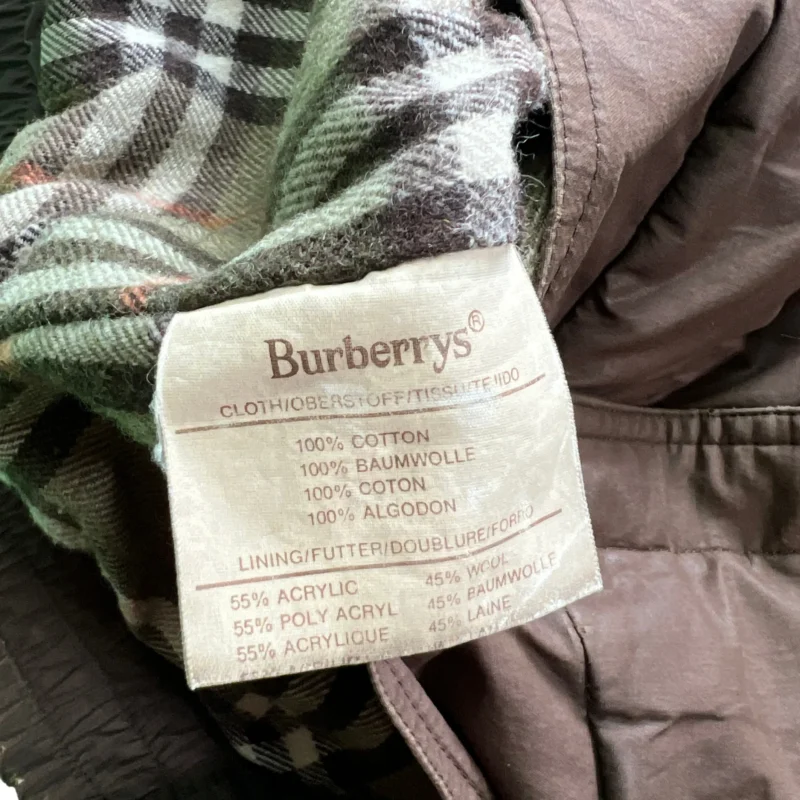 Burberrys®
CLOTH/OBERSTOFF/TISSU/TEJIDO
100% COTTON
100% BAUMWOLLE
100% COTON
100% ALGODON
LINING/FUTTER/DOUBLURE/FORRO
55% ACRYLIC 45% WOOL
55% POLY ACRYL 45% BAUMWOLLE
55% ACRYLIQUE 45% LAINE